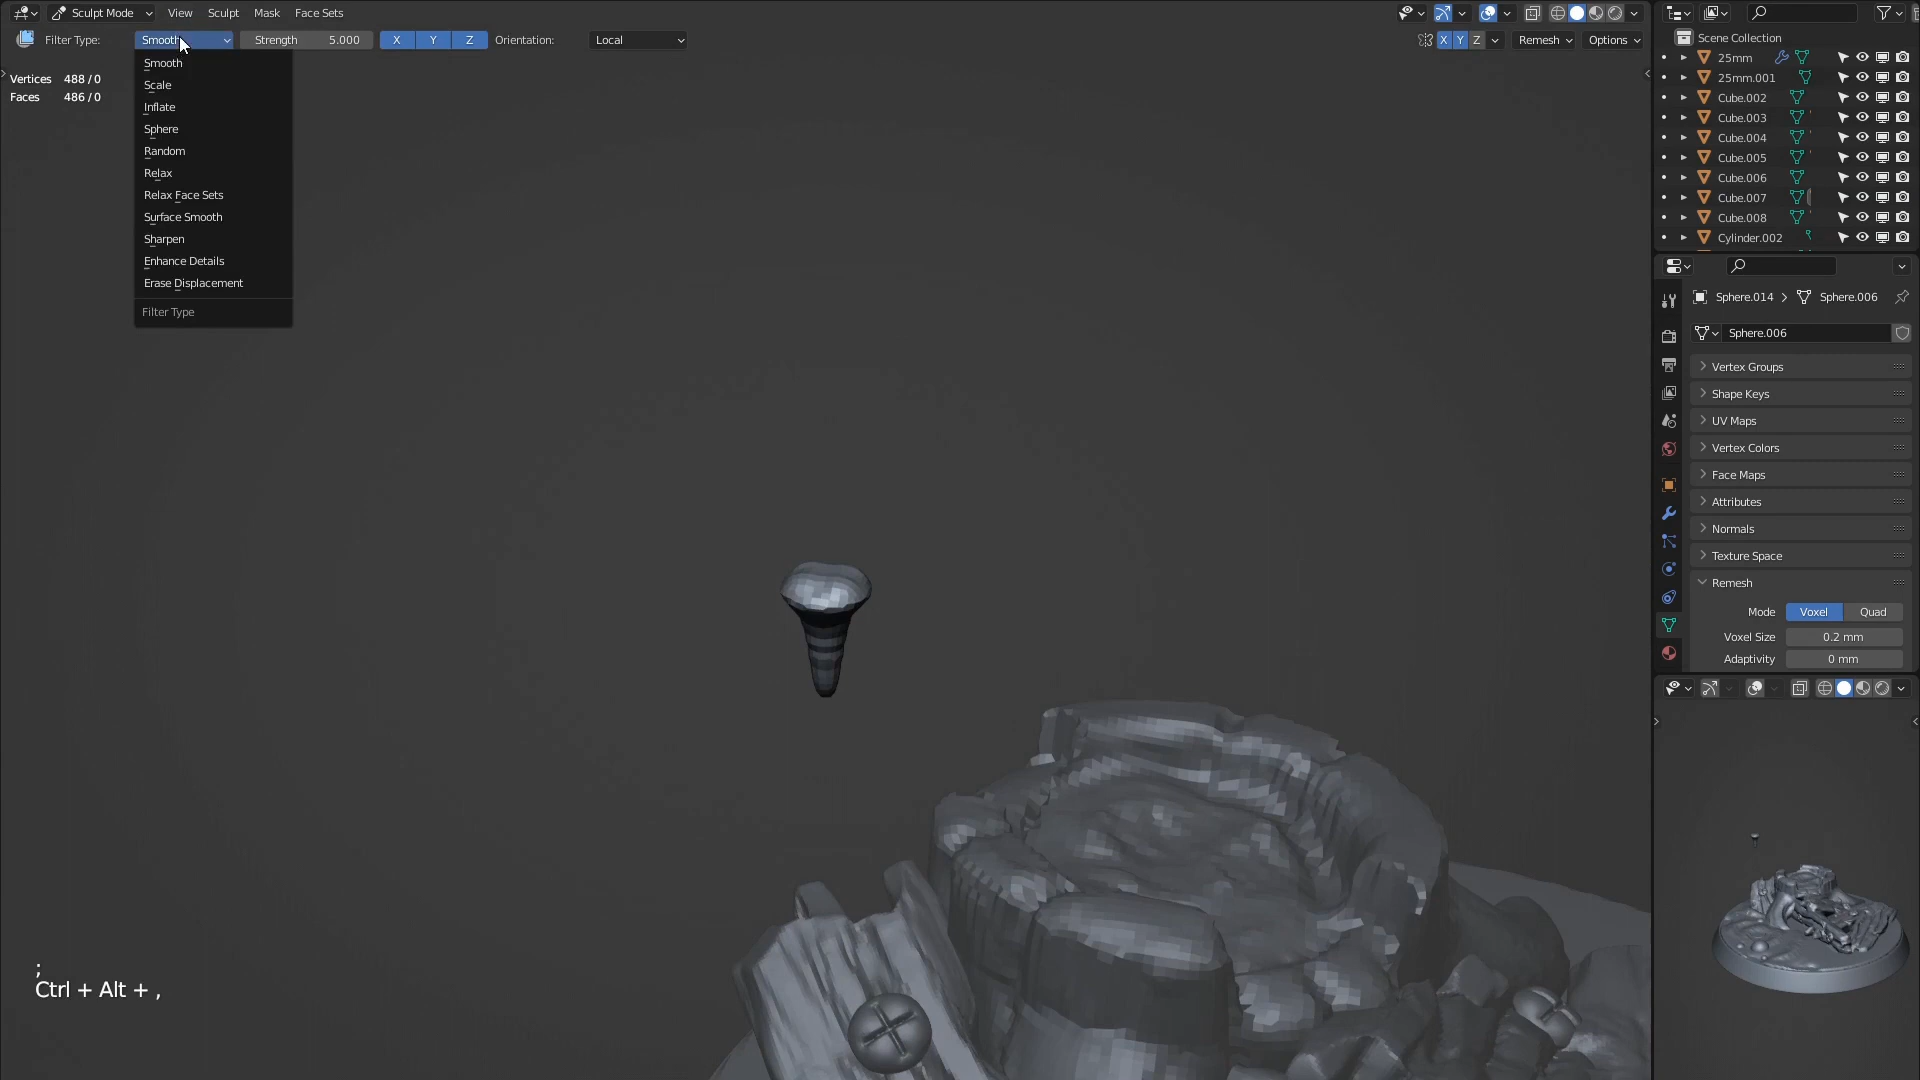 Sculpt Mode View Sculpt Mask Face Sets
Filter Type: Smooth Strength 5.000 X Y Z Orientation: Local X Y Z Remesh Options
Vertices 488 / 0
Faces 486 / 0
Smooth
Scale
Inflate
Sphere
Random
Relax
Relax Face Sets
Surface Smooth
Sharpen
Enhance Details
Erase Displacement
Filter Type
;
Ctrl + Alt + ,
Scene Collection
25mm
25mm.001
Cube.002
Cube.003
Cube.004
Cube.005
Cube.006
Cube.007
Cube.008
Cylinder.002
Sphere.014 > Sphere.006
Sphere.006
Vertex Groups
Shape Keys
UV Maps
Vertex Colors
Face Maps
Attributes
Normals
Texture Space
Remesh
Mode Voxel Quad
Voxel Size 0.2 mm
Adaptivity 0 mm